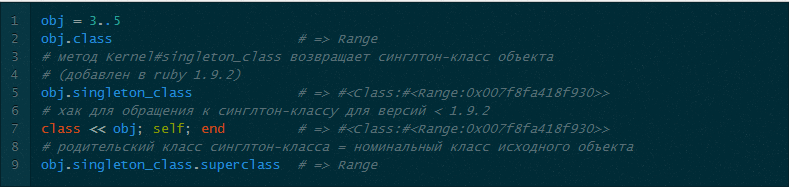 1 obj = 3..5
2 obj.class # => Range
3 # метод Kernel#singleton_class возвращает синглтон-класс объекта
4 # (добавлен в ruby 1.9.2)
5 obj.singleton_class # => #<Class:#<Range:0x007f8fa418f930>>
6 # хак для обращения к синглтон-классу для версий < 1.9.2
7 class << obj; self; end # => #<Class:#<Range:0x007f8fa418f930>>
8 # родительский класс синглтон-класса = номинальный класс исходного объекта
9 obj.singleton_class.superclass # => Range